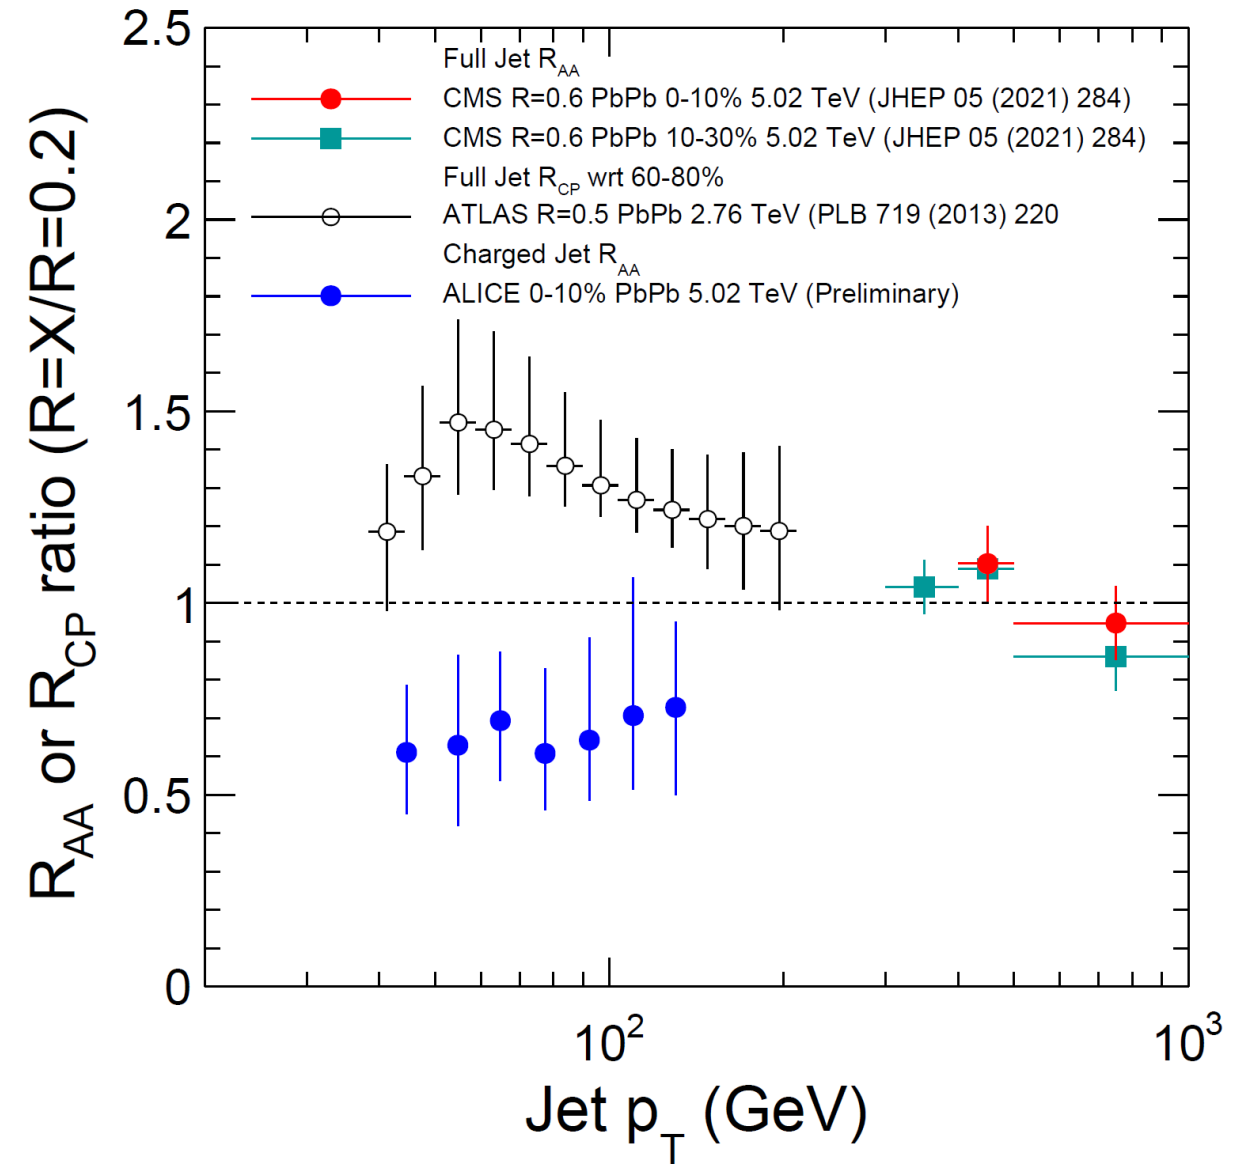 2.5
Full Jet R_AA
CMS R=0.6 PbPb 0-10% 5.02 TeV (JHEP 05 (2021) 284)
CMS R=0.6 PbPb 10-30% 5.02 TeV (JHEP 05 (2021) 284)
Full Jet R_CP wrt 60-80%
2
ATLAS R=0.5 PbPb 2.76 TeV (PLB 719 (2013) 220
Charged Jet R_AA
ALICE 0-10% PbPb 5.02 TeV (Preliminary)
R_AA or R_CP ratio (R=X/R=0.2)
1.5
1
0.5
0
10^2
10^3
Jet p_T (GeV)